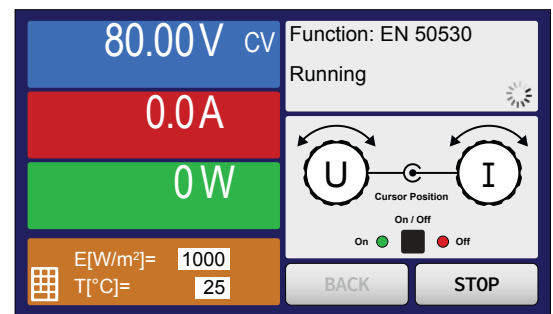 80.00V CV
0.0A
0W
E[W/m²]= 1000
T[°C]= 25
Function: EN 50530
Running
U
I
Cursor Position
On / Off
On
Off
BACK
STOP